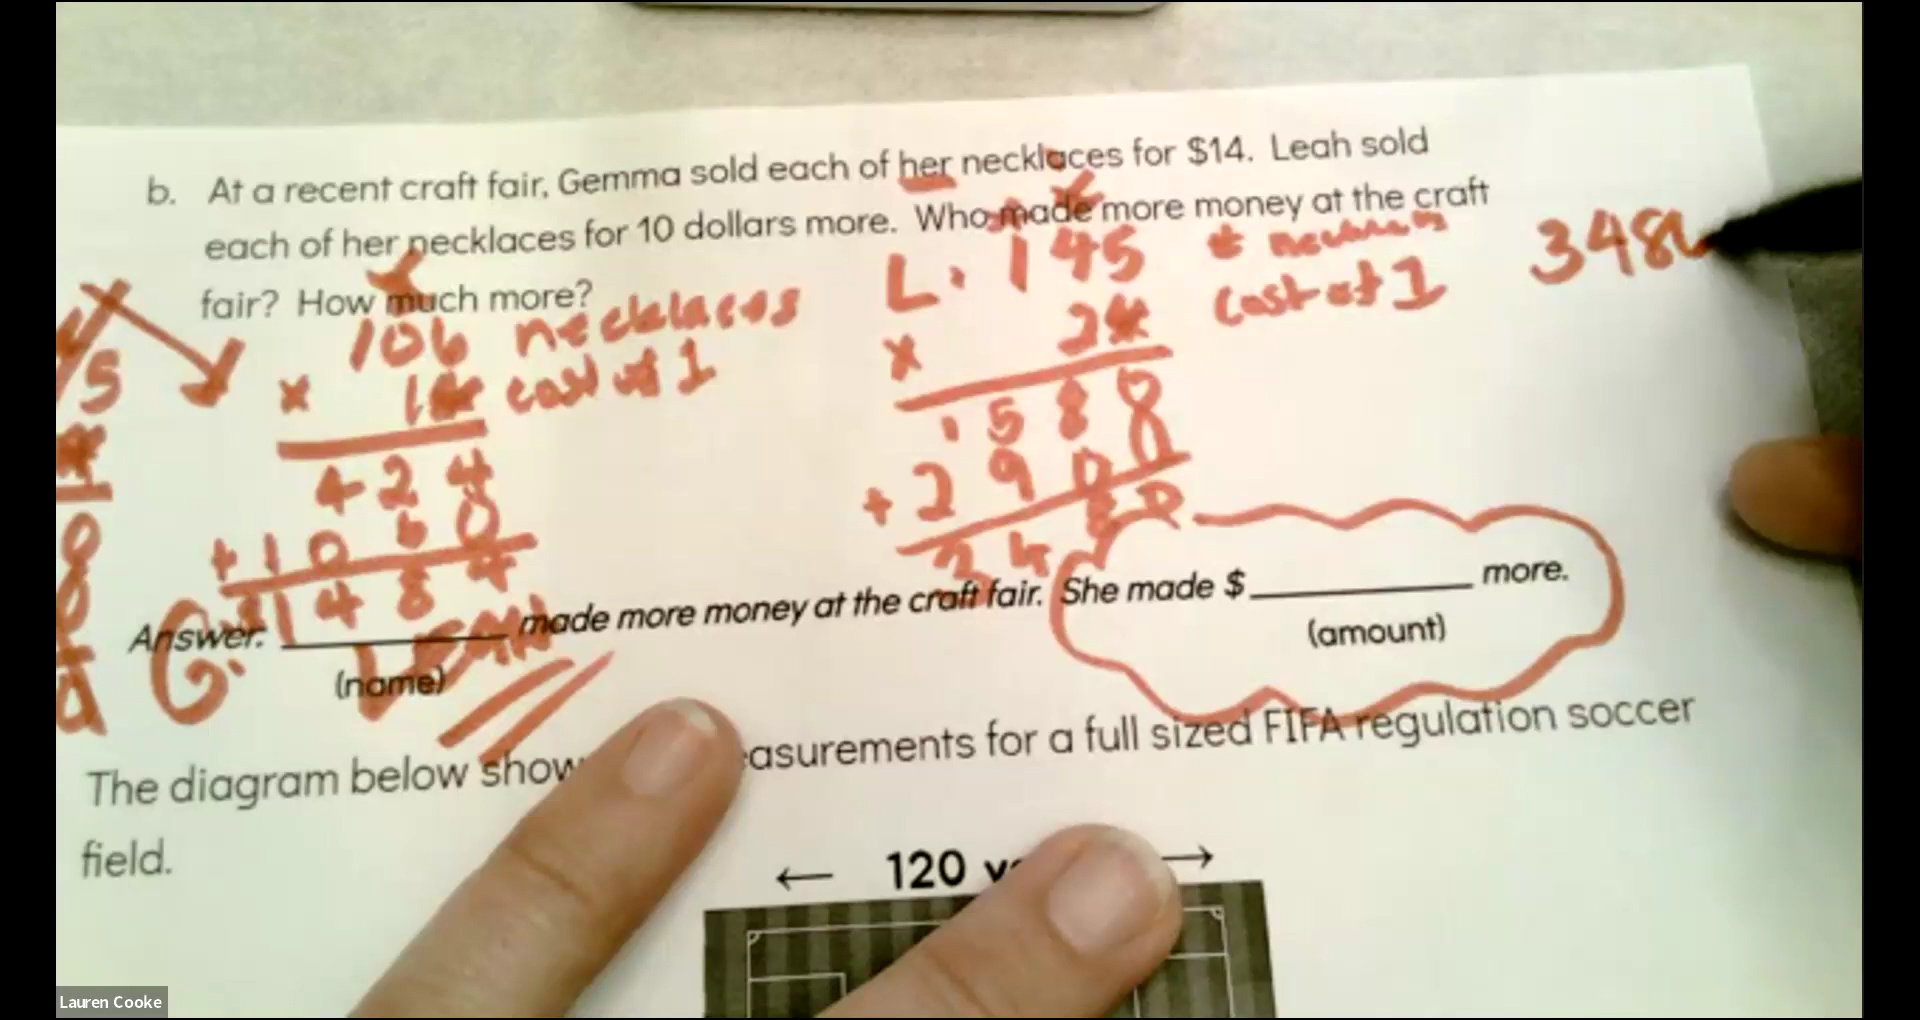 b. At a recent craft fair, Gemma sold each of her necklaces for $14. Leah sold
each of her necklaces for 10 dollars more. Who made more money at the craft
fair? How much more?
106 necklaces
x 14 cost of 1
424
+ 1060
$1484
G.
L. 145 # necklaces
x 24 cost of 1
580
+ 2900
3480
348
5
8
Answer: LEAH made more money at the craft fair. She made $ more.
(name)
(amount)
The diagram below show asurements for a full sized FIFA regulation soccer
field.
← 120 →
Lauren Cooke